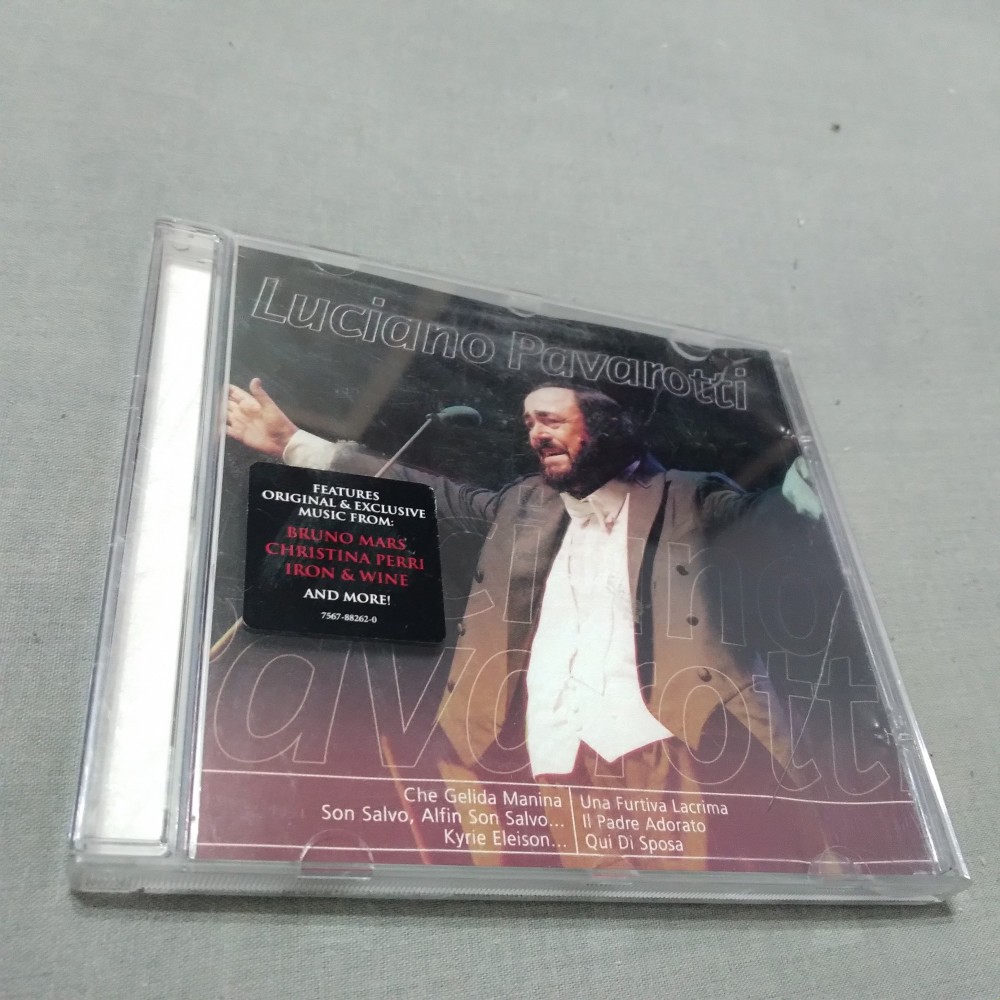 Luciano Pavarotti
FEATURES
ORIGINAL & EXCLUSIVE
MUSIC FROM:
BRUNO MARS
CHRISTINA PERRI
IRON & WINE
AND MORE!
7567-88262-0
Che Gelida Manina
Son Salvo, Alfin Son Salvo...
Kyrie Eleison...
Una Furtiva Lacrima
Il Padre Adorato
Qui Di Sposa